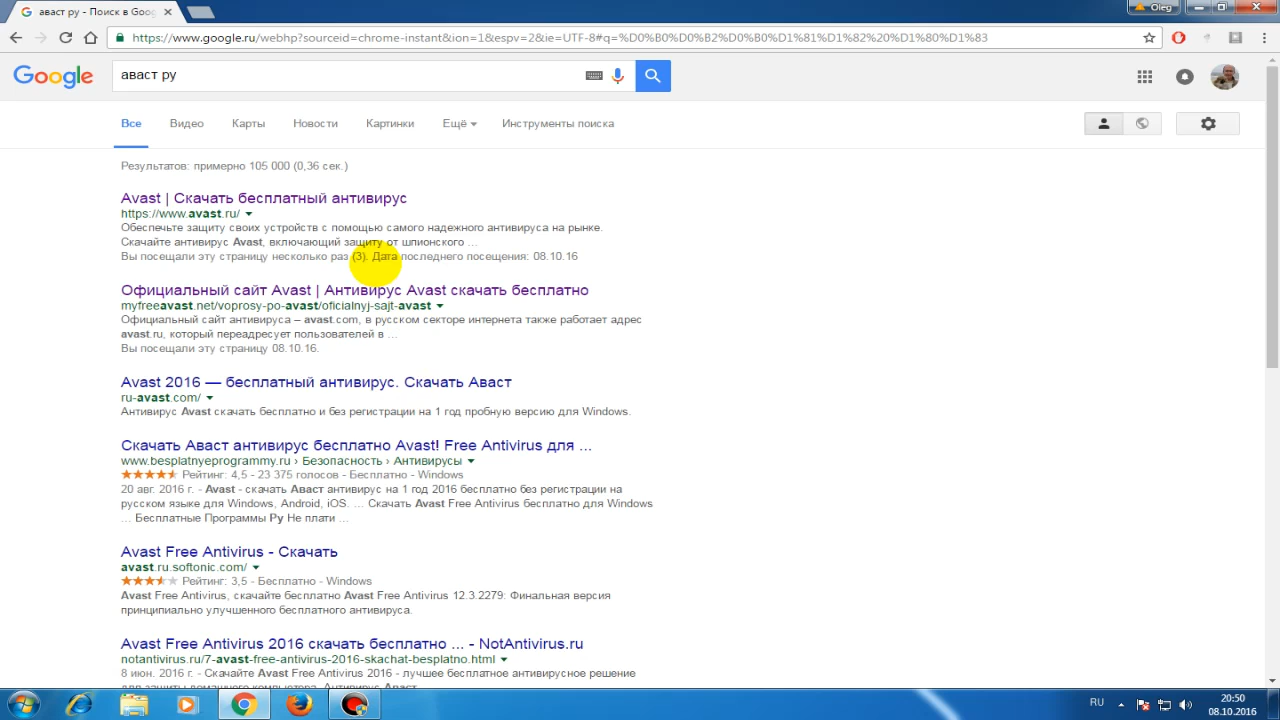 аваст ру - Поиск в Goog
Oleg
https://www.google.ru/webhp?sourceid=chrome-instant&ion=1&espv=2&ie=UTF-8#q=%D0%B0%D0%B2%D0%B0%D1%81%D1%82%20%D1%80%D1%83
Google
аваст ру
Все Видео Карты Новости Картинки Ещё Инструменты поиска
Результатов: примерно 105 000 (0,36 сек.)
Avast | Скачать бесплатный антивирус
https://www.avast.ru/
Обеспечьте защиту своих устройств с помощью самого надежного антивируса на рынке.
Скачайте антивирус Avast, включающий защиту от шпионского ...
Вы посещали эту страницу несколько раз (3). Дата последнего посещения: 08.10.16
Официальный сайт Avast | Антивирус Avast скачать бесплатно
myfreeavast.net/voprosy-po-avast/oficialnyj-sajt-avast
Официальный сайт антивируса – avast.com, в русском секторе интернета также работает адрес
avast.ru, который переадресует пользователей в ...
Вы посещали эту страницу 08.10.16.
Avast 2016 — бесплатный антивирус. Скачать Аваст
ru-avast.com/
Антивирус Avast скачать бесплатно и без регистрации на 1 год пробную версию для Windows.
Скачать Аваст антивирус бесплатно Avast! Free Antivirus для ...
www.besplatnyeprogrammy.ru › Безопасность › Антивирусы
Рейтинг: 4,5 - 23 375 голосов - Бесплатно - Windows
20 авг. 2016 г. - Avast - скачать Аваст антивирус на 1 год 2016 бесплатно без регистрации на
русском языке для Windows, Android, iOS. ... Скачать Avast Free Antivirus бесплатно для Windows
... Бесплатные Программы Ру Не плати ...
Avast Free Antivirus - Скачать
avast.ru.softonic.com/
Рейтинг: 3,5 - Бесплатно - Windows
Avast Free Antivirus, скачайте бесплатно Avast Free Antivirus 12.3.2279: Финальная версия
принципиально улучшенного бесплатного антивируса.
Avast Free Antivirus 2016 скачать бесплатно ... - NotAntivirus.ru
notantivirus.ru/7-avast-free-antivirus-2016-skachat-besplatno.html
8 июн. 2016 г. - Скачайте Avast Free Antivirus 2016 - лучшее бесплатное антивирусное решение
для защиты домашнего компьютера. Антивирус Аваст
RU
20:50
08.10.2016